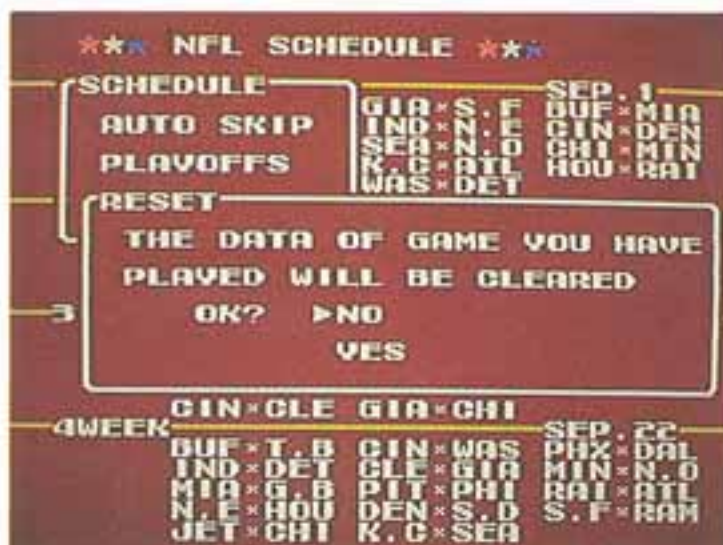 *** NFL SCHEDULE ***
SCHEDULE
AUTO SKIP
PLAYOFFS
SEP.1
GIA×S.F BUF×MIA
IND×N.E CIN×DEN
SEA×N.O CHI×MIN
K.C×ATL HOU×RAI
WAS×DET
RESET
THE DATA OF GAME YOU HAVE
PLAYED WILL BE CLEARED
OK? ►NO
YES
3
CIN×CLE GIA×CHI
4WEEK SEP.22
BUF×T.B CIN×WAS PHX×DAL
IND×DET CLE×GIA MIN×N.O
MIA×G.B PIT×PHI RAI×ATL
N.E×HOU DEN×S.D S.F×RAM
JET×CHI K.C×SEA